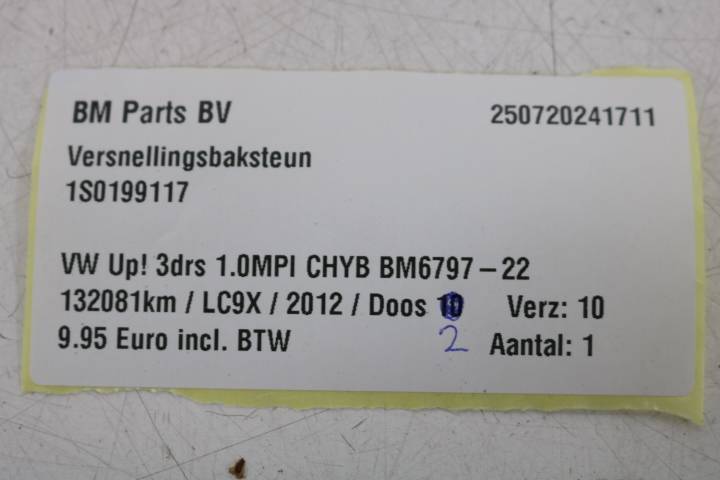 BM Parts BV 250720241711
Versnellingsbaksteun
1S0199117
VW Up! 3drs 1.0MPI CHYB BM6797-22
132081km / LC9X / 2012 / Doos 10 Verz: 10
9.95 Euro incl. BTW 2 Aantal: 1